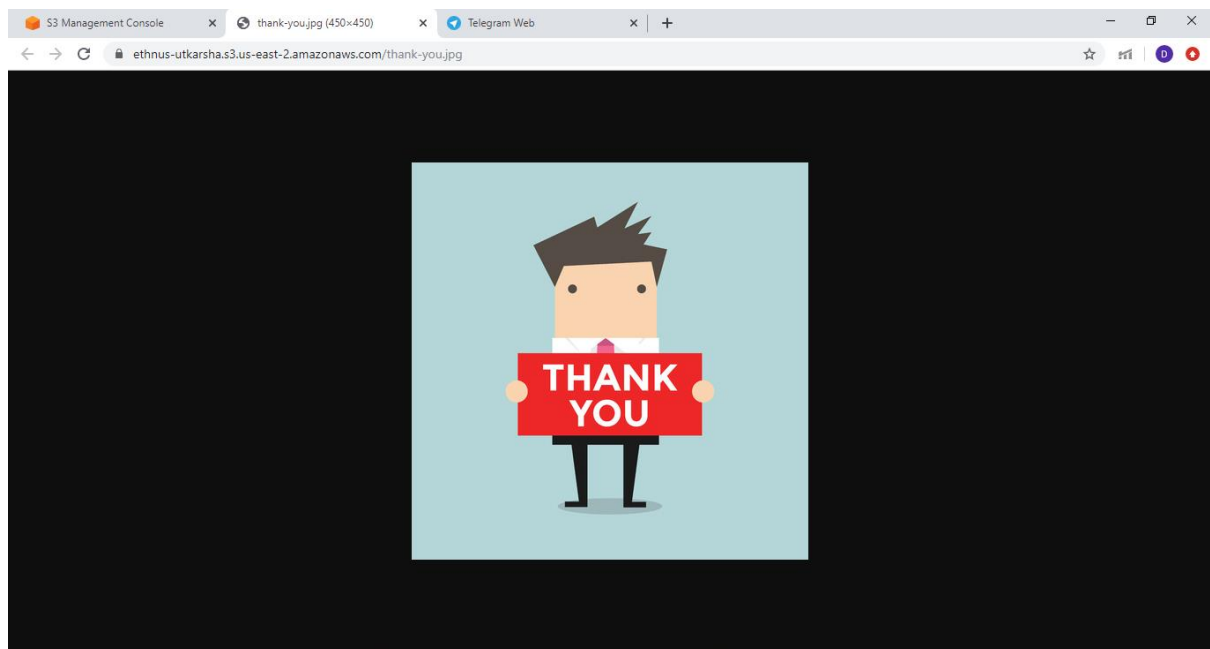 S3 Management Console
thank-you.jpg (450×450)
Telegram Web
ethnus-utkarsha.s3.us-east-2.amazonaws.com/thank-you.jpg
D
THANK
YOU